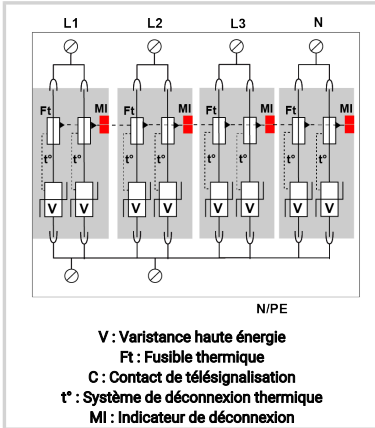 L1 L2 L3 N
Ft MI Ft MI Ft MI Ft MI
t° t° t° t° t° t° t° t°
V V V V V V V V
N/PE
V : Varistance haute énergie
Ft : Fusible thermique
C : Contact de télésignalisation
t° : Système de déconnexion thermique
MI : Indicateur de déconnexion